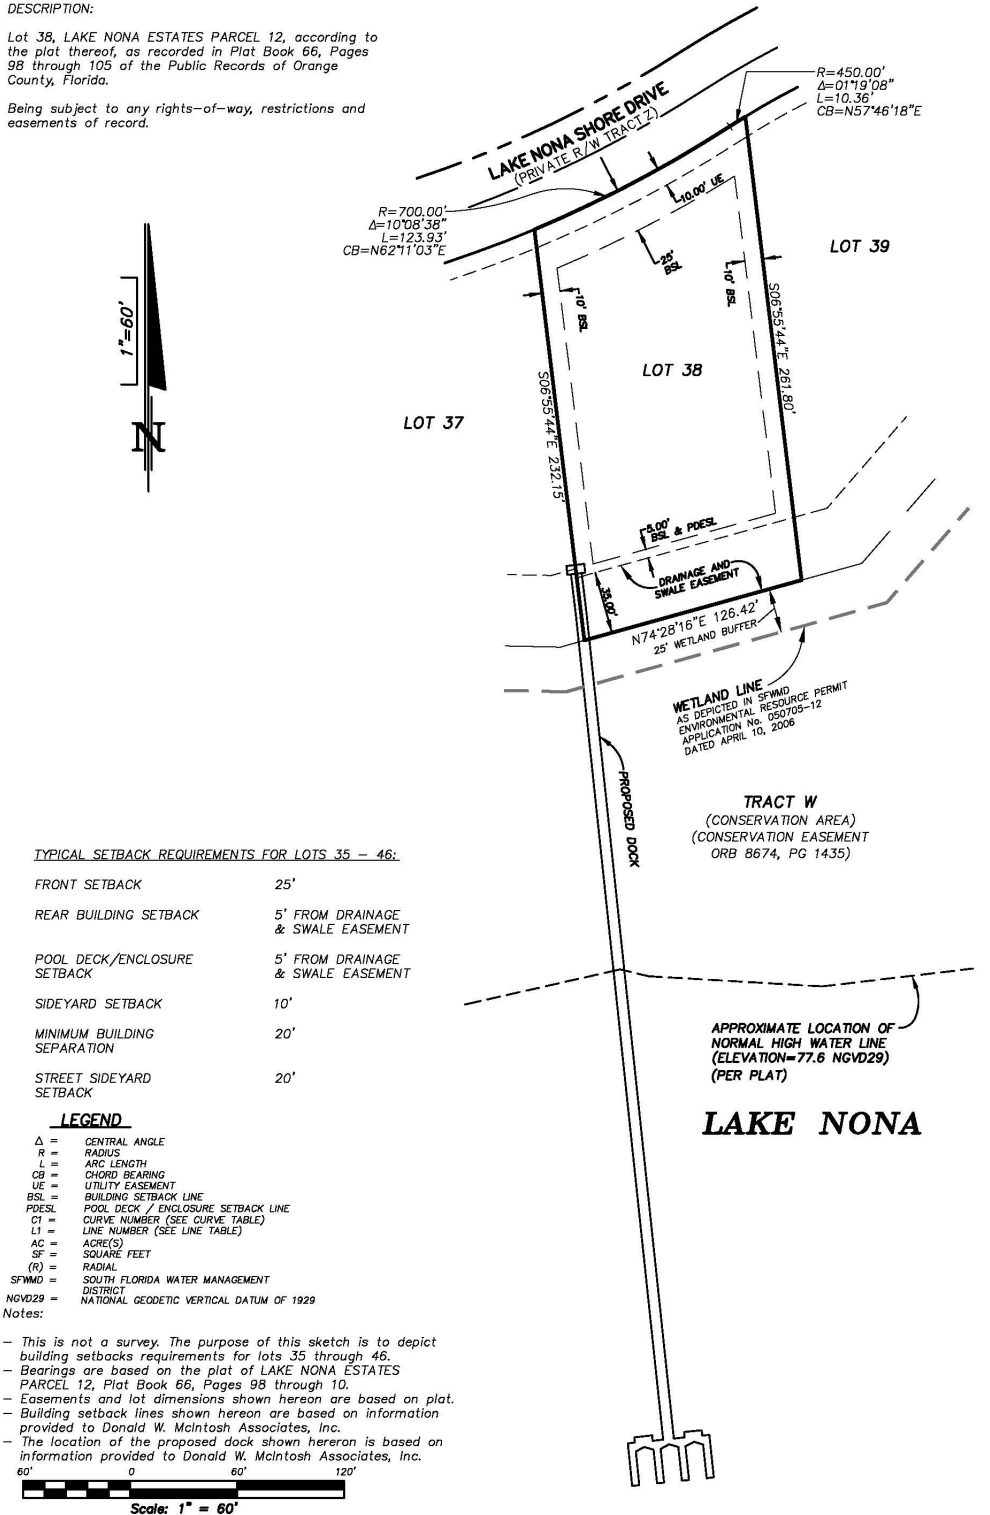 DESCRIPTION:
Lot 38, LAKE NONA ESTATES PARCEL 12, according to
the plat thereof, as recorded in Plat Book 66, Pages
98 through 105 of the Public Records of Orange
County, Florida.
Being subject to any rights-of-way, restrictions and
easements of record.
LAKE NONA SHORE DRIVE
(PRIVATE R/W TRACT Z)
R=450.00'
Δ=01°19'08"
L=10.36'
CB=N57°46'18"E
R=700.00'
Δ=10°08'38"
L=123.93'
CB=N62°11'03"E
10.00' UE
25'
BSL
10' BSL
10' BSL
LOT 39
LOT 38
LOT 37
S06°55'44"E 261.80'
S06°55'44"E 232.15'
1"=60'
N
5.00'
BSL & PDESL
DRAINAGE AND
SWALE EASEMENT
35.00'
N74°28'16"E 126.42'
25' WETLAND BUFFER
WETLAND LINE
AS DEPICTED IN SFWMD
ENVIRONMENTAL RESOURCE PERMIT
APPLICATION No. 050705-12
DATED APRIL 10, 2006
PROPOSED DOCK
TRACT W
(CONSERVATION AREA)
(CONSERVATION EASEMENT
ORB 8674, PG 1435)
APPROXIMATE LOCATION OF
NORMAL HIGH WATER LINE
(ELEVATION=77.6 NGVD29)
(PER PLAT)
LAKE NONA
TYPICAL SETBACK REQUIREMENTS FOR LOTS 35 - 46:
FRONT SETBACK 25'
REAR BUILDING SETBACK 5' FROM DRAINAGE
& SWALE EASEMENT
POOL DECK/ENCLOSURE 5' FROM DRAINAGE
SETBACK & SWALE EASEMENT
SIDEYARD SETBACK 10'
MINIMUM BUILDING 20'
SEPARATION
STREET SIDEYARD 20'
SETBACK
LEGEND
Δ = CENTRAL ANGLE
R = RADIUS
L = ARC LENGTH
CB = CHORD BEARING
UE = UTILITY EASEMENT
BSL = BUILDING SETBACK LINE
PDESL POOL DECK / ENCLOSURE SETBACK LINE
C1 = CURVE NUMBER (SEE CURVE TABLE)
L1 = LINE NUMBER (SEE LINE TABLE)
AC = ACRE(S)
SF = SQUARE FEET
(R) = RADIAL
SFWMD = SOUTH FLORIDA WATER MANAGEMENT
DISTRICT
NGVD29 = NATIONAL GEODETIC VERTICAL DATUM OF 1929
Notes:
- This is not a survey. The purpose of this sketch is to depict
building setbacks requirements for lots 35 through 46.
- Bearings are based on the plat of LAKE NONA ESTATES
PARCEL 12, Plat Book 66, Pages 98 through 10.
- Easements and lot dimensions shown hereon are based on plat.
- Building setback lines shown hereon are based on information
provided to Donald W. McIntosh Associates, Inc.
- The location of the proposed dock shown hereron is based on
information provided to Donald W. McIntosh Associates, Inc.
60' 0 60' 120'
Scale: 1" = 60'